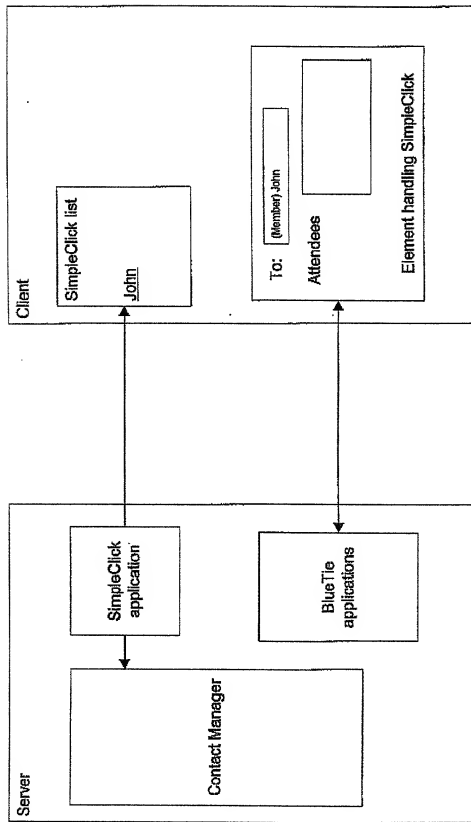 Server
Contact Manager
SimpleClick
application
BlueTie
applications
Client
SimpleClick list
John
To:
(Member) John
Attendees
Element handling SimpleClick